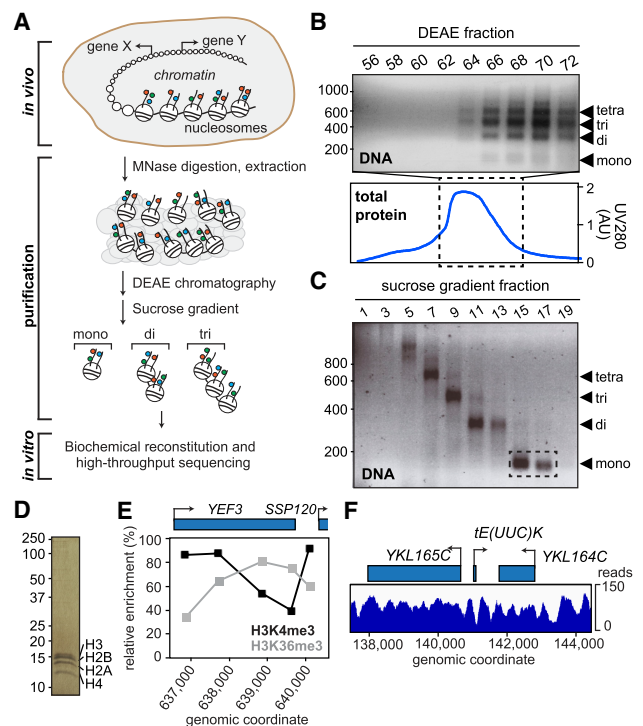 A
gene X
gene Y
chromatin
nucleosomes
in vivo
MNase digestion, extraction
DEAE chromatography
Sucrose gradient
purification
mono di tri
in vitro
Biochemical reconstitution and
high-throughput sequencing
B
DEAE fraction
56 58 60 62 64 66 68 70 72
1000
600
400
200
tetra
tri
di
mono
DNA
total
protein
2
1
0
UV280
(AU)
C
sucrose gradient fraction
1 3 5 7 9 11 13 15 17 19
800
600
400
200
tetra
tri
di
mono
DNA
D
250
100
50
37
25
20
15
10
H3
H2B
H2A
H4
E
YEF3 SSP120
relative enrichment (%)
100
80
60
40
20
0
H3K4me3
H3K36me3
637,000 638,000 639,000 640,000
genomic coordinate
F
tE(UUC)K
YKL165C YKL164C
reads
150
0
138,000 140,000 142,000 144,000
genomic coordinate